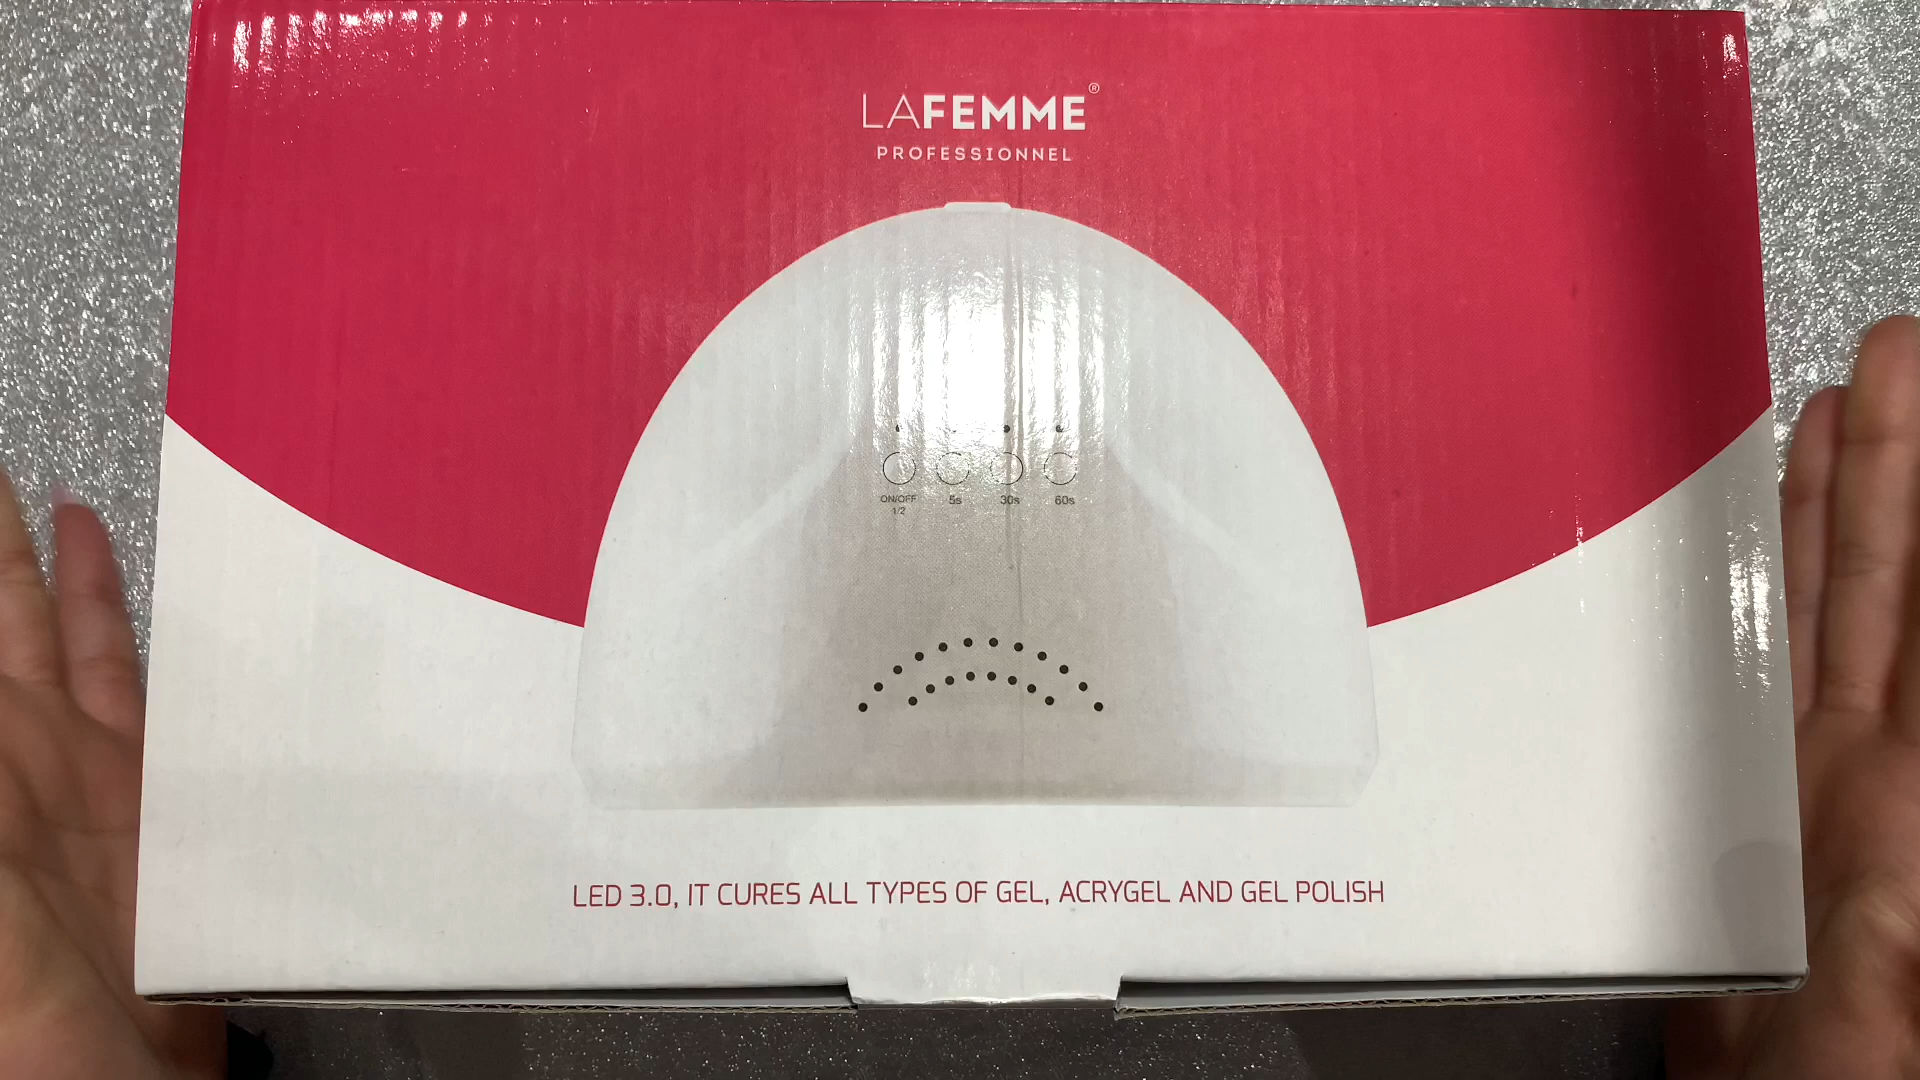 LAFEMME®
PROFESSIONNEL
ON/OFF 5s 30s 60s
1/2
LED 3.0, IT CURES ALL TYPES OF GEL, ACRYGEL AND GEL POLISH